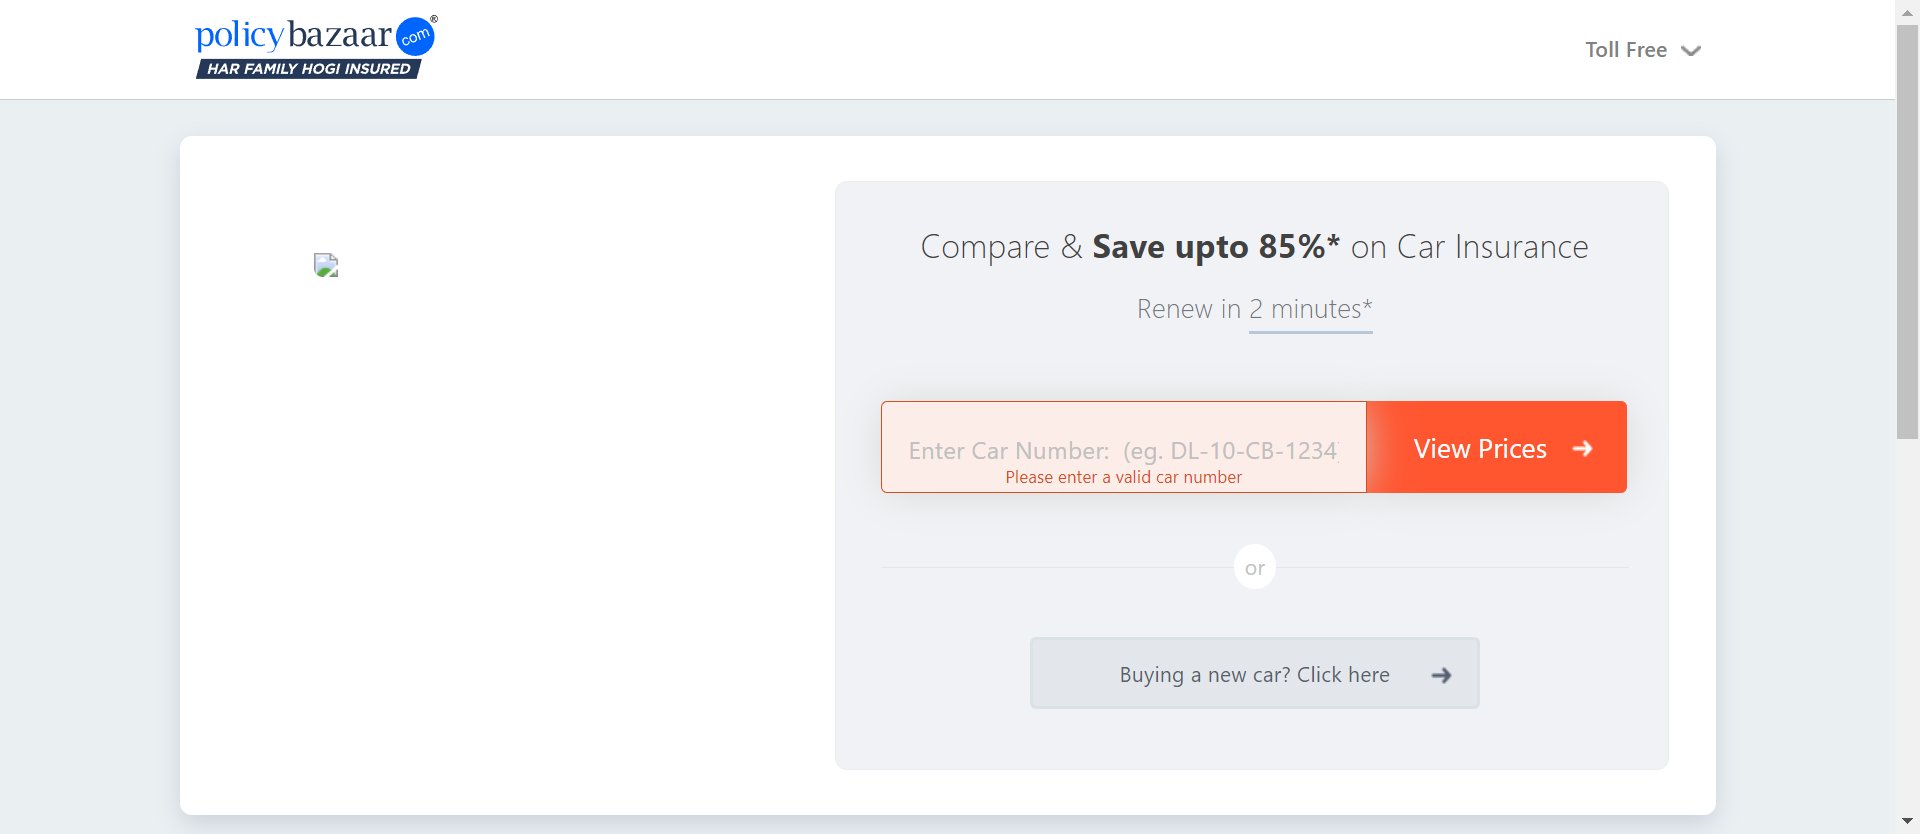 policybazaar.com®
HAR FAMILY HOGI INSURED
Toll Free
Compare & Save upto 85%* on Car Insurance
Renew in 2 minutes*
Enter Car Number: (eg. DL-10-CB-1234
Please enter a valid car number
View Prices
or
Buying a new car? Click here